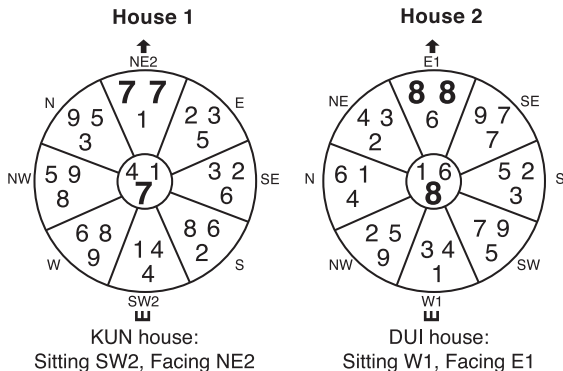 House 1
NE2
N
E
NW
SE
W
S
SW2
7 7
1
9 5
3
2 3
5
5 9
8
4 1
7
3 2
6
6 8
9
1 4
4
8 6
2
KUN house:
Sitting SW2, Facing NE2
House 2
E1
NE
SE
N
S
NW
SW
W1
8 8
6
4 3
2
9 7
7
6 1
4
1 6
8
5 2
3
2 5
9
3 4
1
7 9
5
DUI house:
Sitting W1, Facing E1